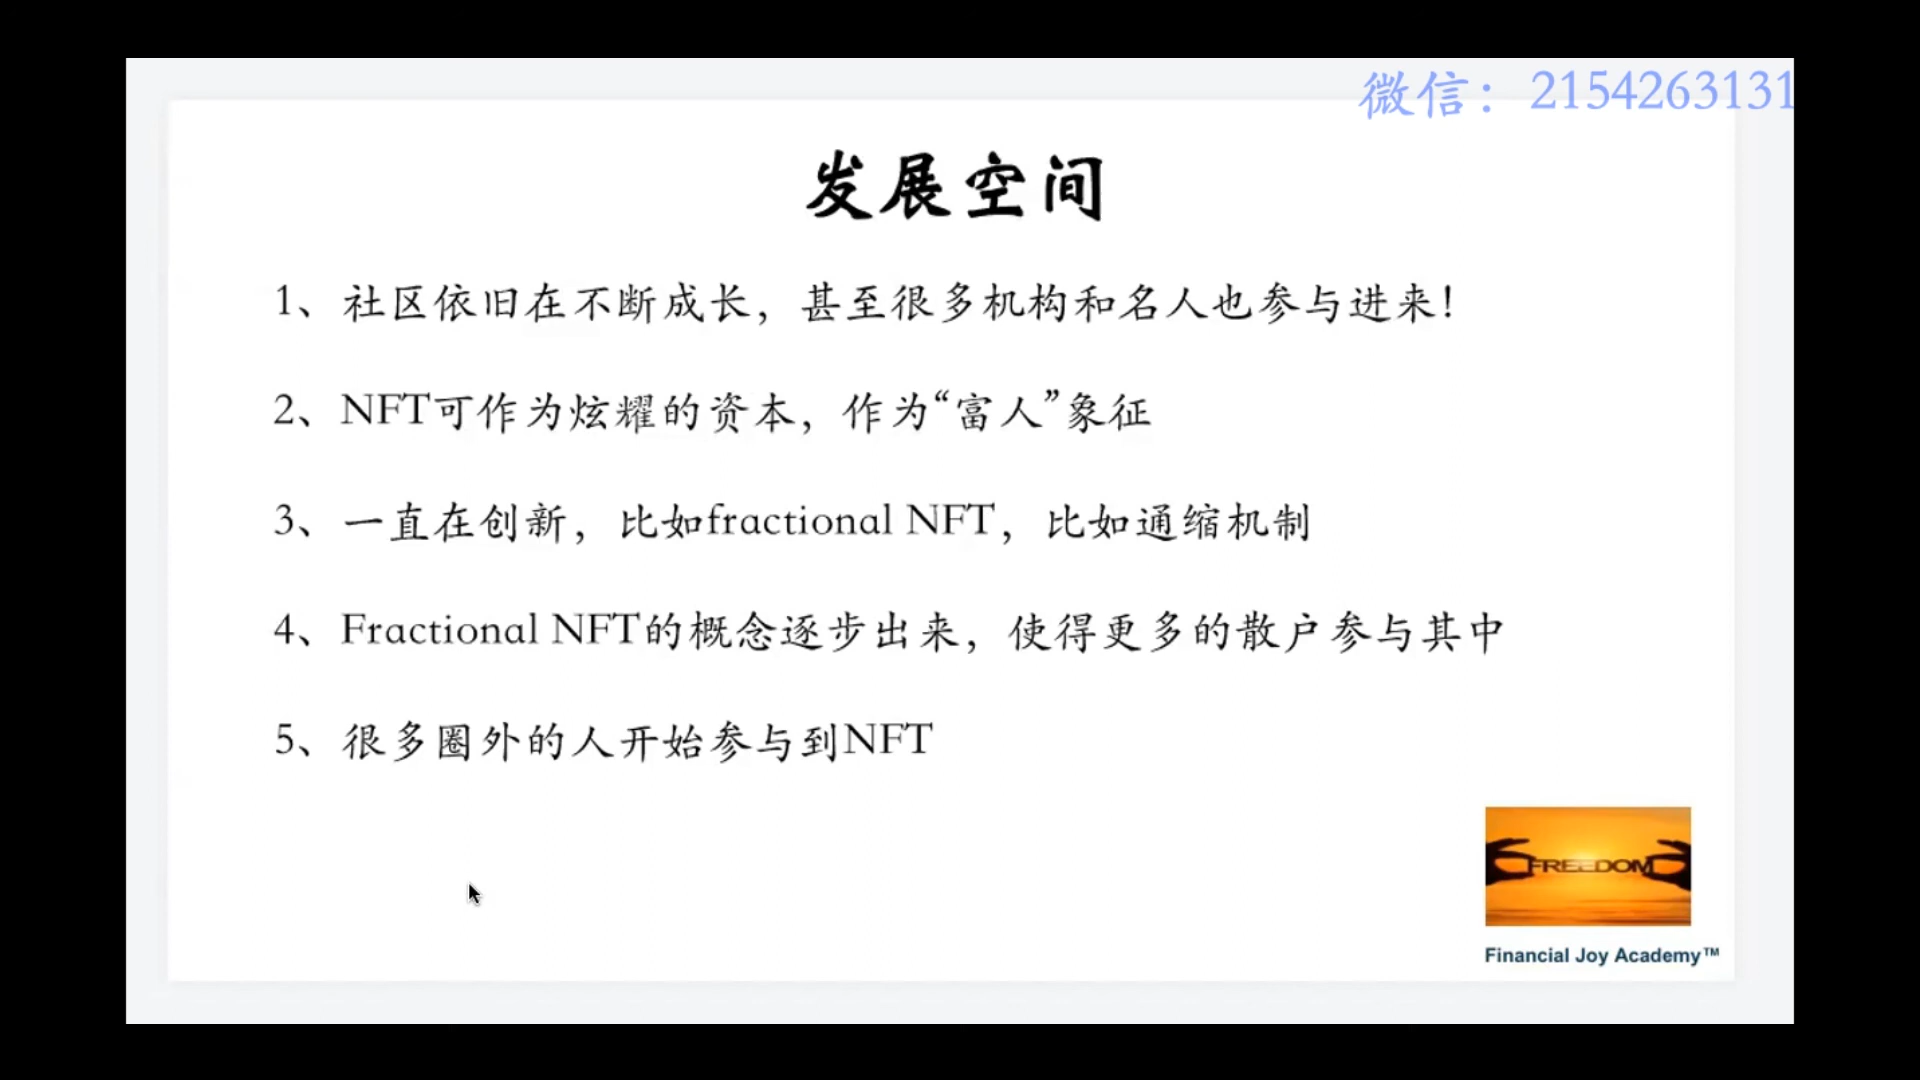 微信：2154263131
发展空间
1、社区依旧在不断成长，甚至很多机构和名人也参与进来！
2、NFT可作为炫耀的资本，作为“富人”象征
3、一直在创新，比如fractional NFT，比如通缩机制
4、Fractional NFT的概念逐步出来，使得更多的散户参与其中
5、很多圈外的人开始参与到NFT
FREEDOM
Financial Joy Academy™